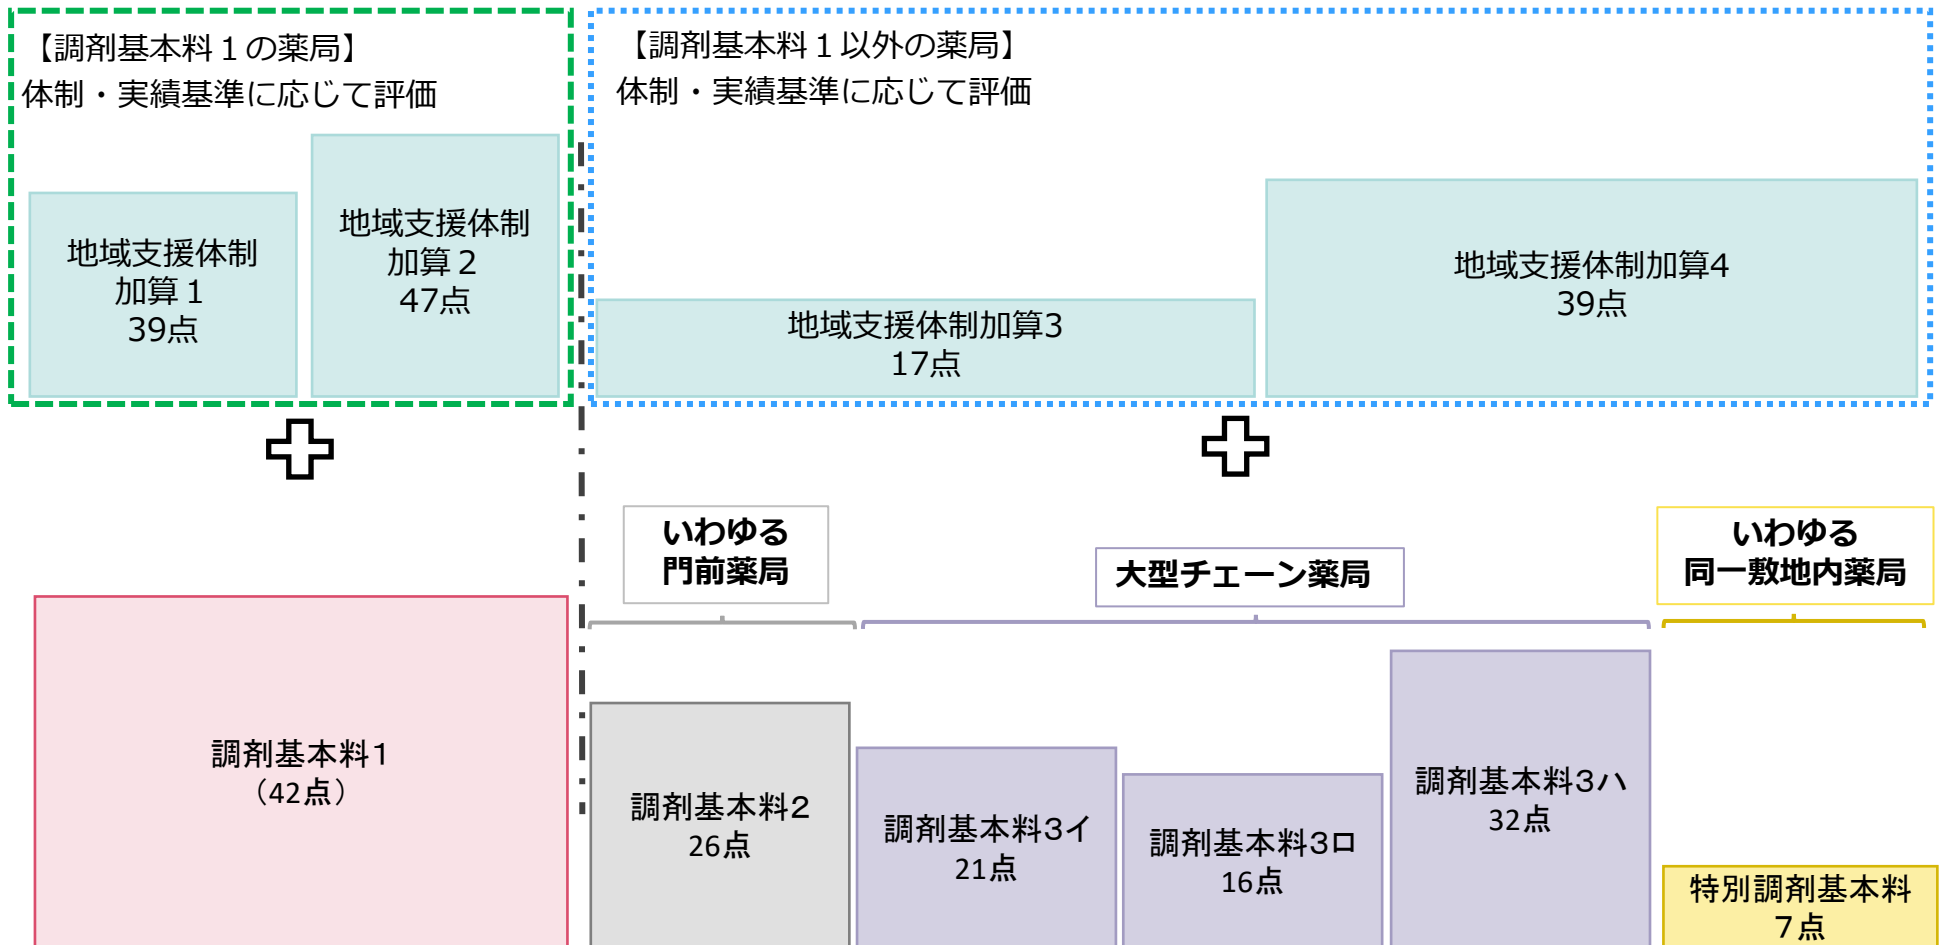 【調剤基本料１の薬局】
体制・実績基準に応じて評価
地域支援体制
加算１
39点
地域支援体制
加算２
47点
【調剤基本料１以外の薬局】
体制・実績基準に応じて評価
地域支援体制加算3
17点
地域支援体制加算4
39点
いわゆる
門前薬局
大型チェーン薬局
いわゆる
同一敷地内薬局
調剤基本料１
（42点）
調剤基本料２
26点
調剤基本料３イ
21点
調剤基本料３ロ
16点
調剤基本料３ハ
32点
特別調剤基本料
７点